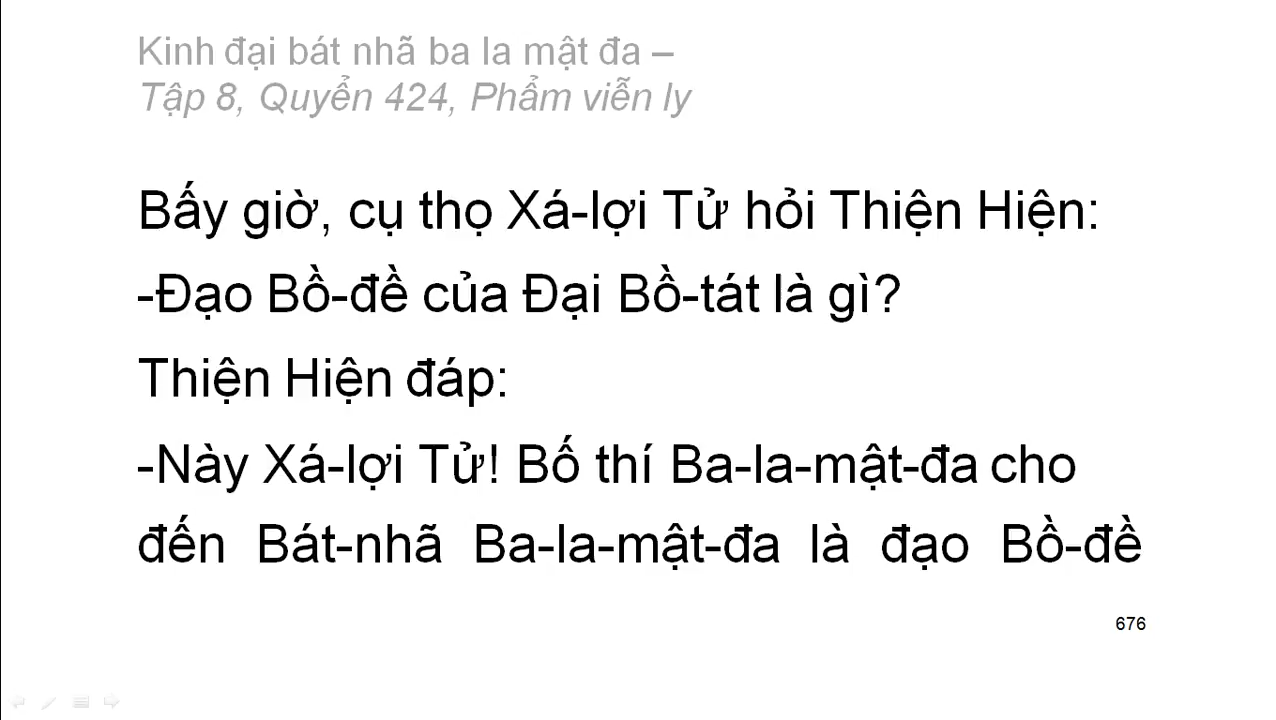 Kinh đại bát nhã ba la mật đa –
Tập 8, Quyển 424, Phẩm viễn ly
Bấy giờ, cụ thọ Xá-lợi Tử hỏi Thiện Hiện:
-Đạo Bồ-đề của Đại Bồ-tát là gì?
Thiện Hiện đáp:
-Này Xá-lợi Tử! Bố thí Ba-la-mật-đa cho
đến Bát-nhã Ba-la-mật-đa là đạo Bồ-đề
676